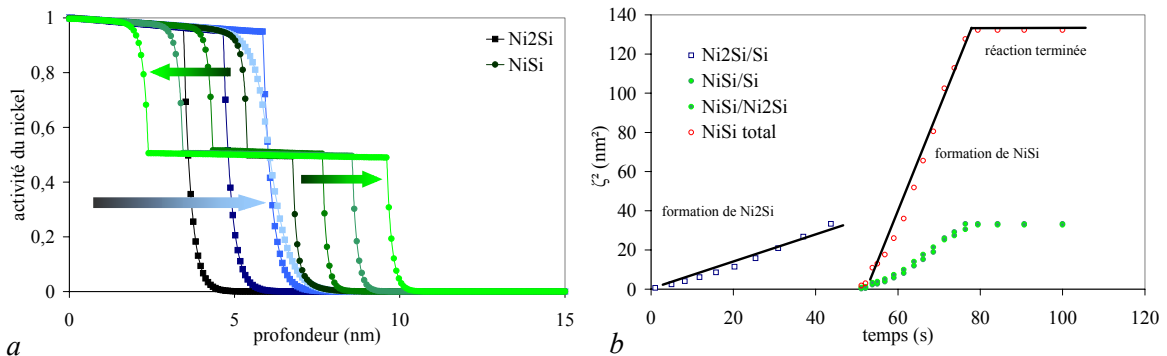 1
0,8
0,6
0,4
0,2
0
activité du nickel
0
5
10
15
profondeur (nm)
Ni2Si
NiSi
a
140
120
100
80
60
40
20
0
ζ² (nm²)
0
20
40
60
80
100
120
temps (s)
Ni2Si/Si
NiSi/Si
NiSi/Ni2Si
NiSi total
réaction terminée
formation de NiSi
formation de Ni2Si
b